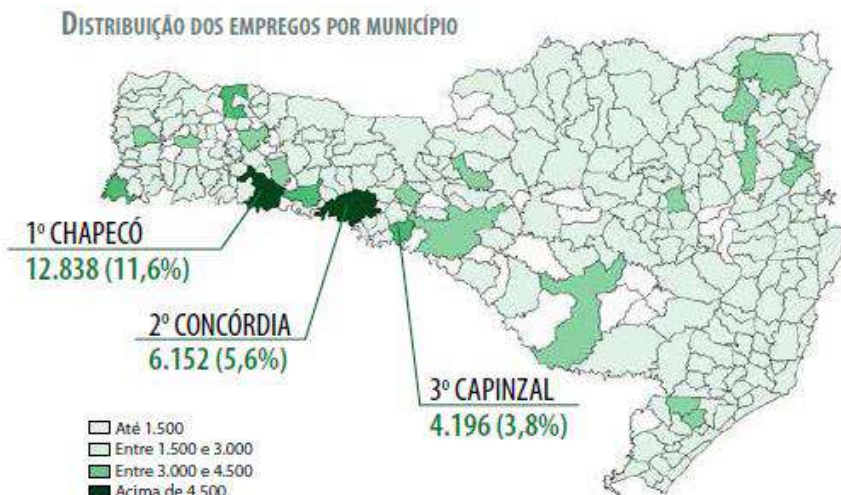 DISTRIBUIÇÃO DOS EMPREGOS POR MUNICÍPIO
1º CHAPECÓ
12.838 (11,6%)
2º CONCÓRDIA
6.152 (5,6%)
3º CAPINZAL
4.196 (3,8%)
Até 1.500
Entre 1.500 e 3.000
Entre 3.000 e 4.500
Acima de 4.500